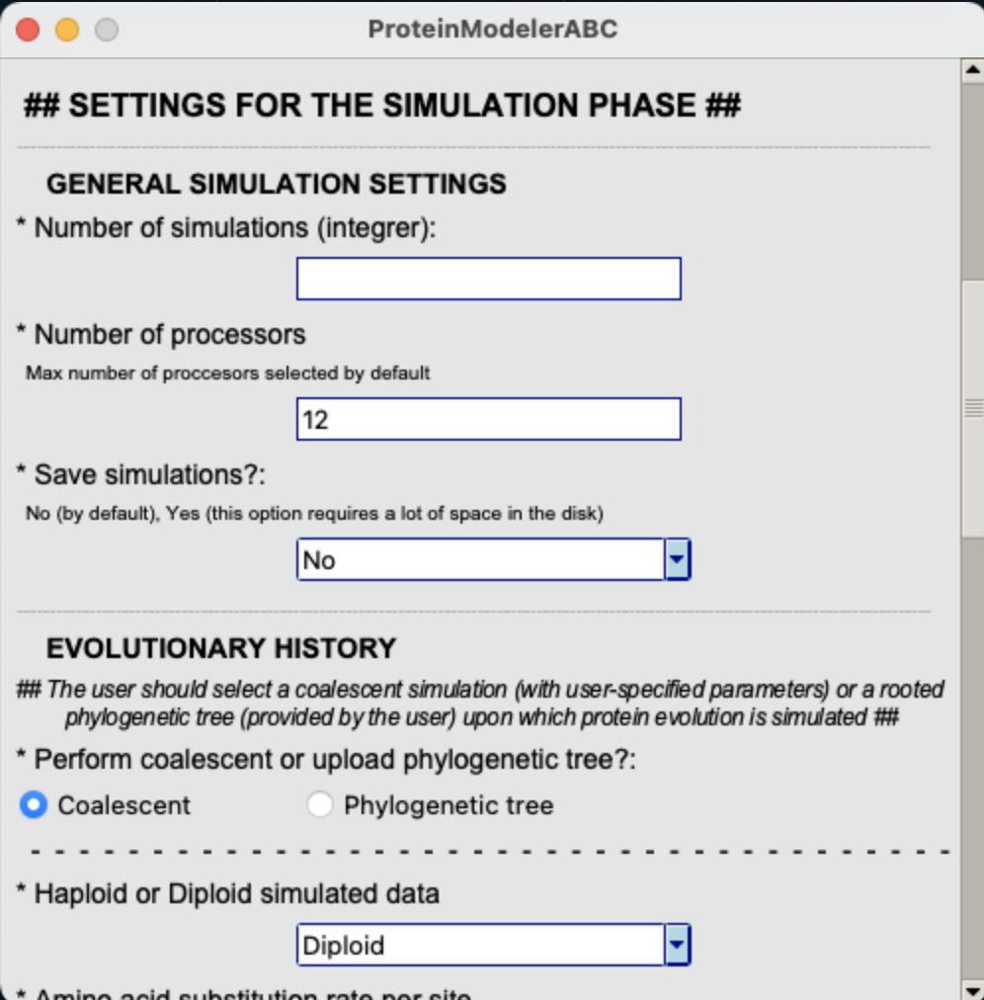 ProteinModelerABC
## SETTINGS FOR THE SIMULATION PHASE ##
GENERAL SIMULATION SETTINGS
* Number of simulations (integrer):
* Number of processors
Max number of proccesors selected by default
12
* Save simulations?:
No (by default), Yes (this option requires a lot of space in the disk)
No
EVOLUTIONARY HISTORY
## The user should select a coalescent simulation (with user-specified parameters) or a rooted
phylogenetic tree (provided by the user) upon which protein evolution is simulated ##
* Perform coalescent or upload phylogenetic tree?:
Coalescent Phylogenetic tree
* Haploid or Diploid simulated data
Diploid
* Amino acid substitution rate per site